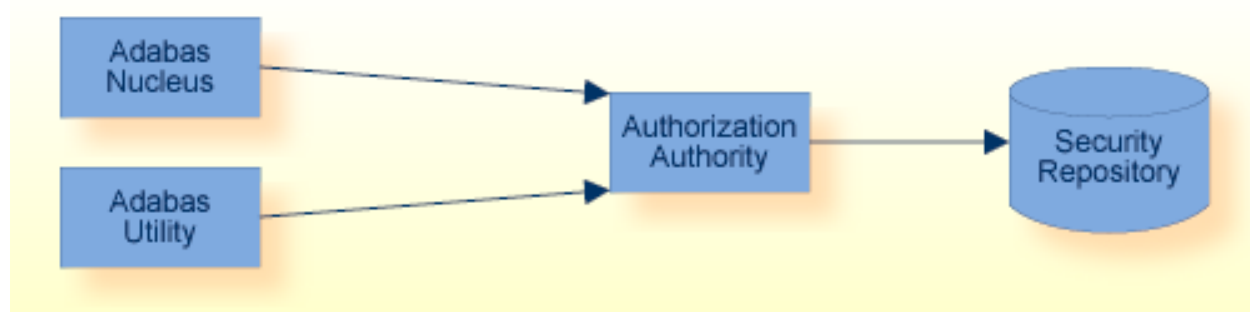 Adabas
Nucleus
Authorization
Authority
Security
Repository
Adabas
Utility